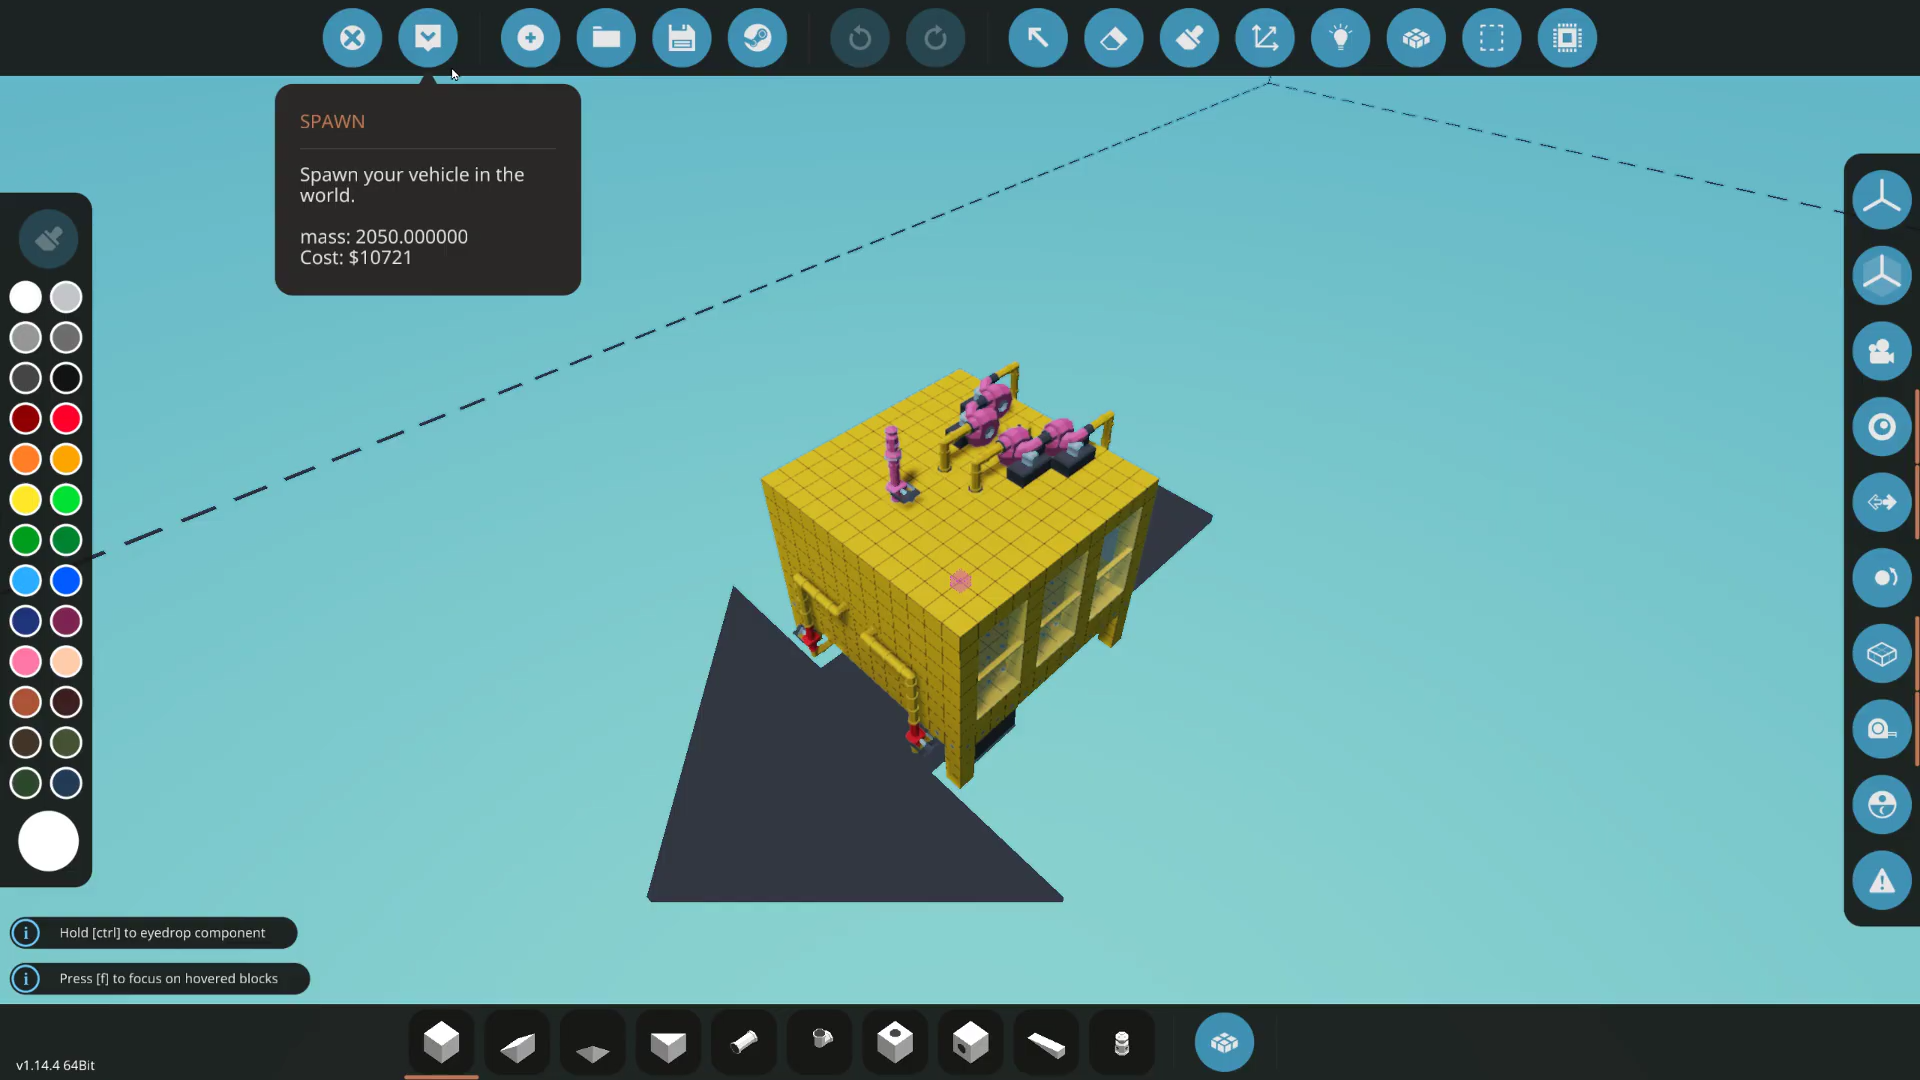 SPAWN
Spawn your vehicle in the
world.
mass: 2050.000000
Cost: $10721
Hold [ctrl] to eyedrop component
Press [f] to focus on hovered blocks
v1.14.4 64Bit